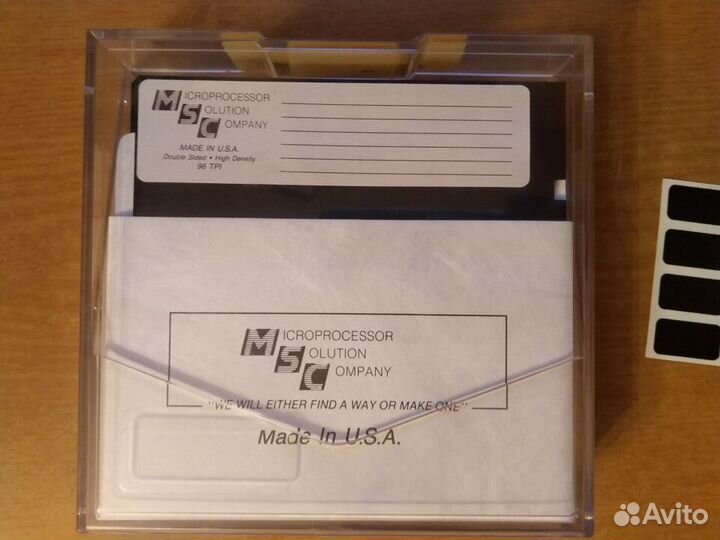 MICROPROCESSOR
SOLUTION
COMPANY
MADE IN U.S.A.
Double Sided • High Density
96 TPI
MICROPROCESSOR
SOLUTION
COMPANY
"WE WILL EITHER FIND A WAY OR MAKE ONE"
Made In U.S.A.
Avito